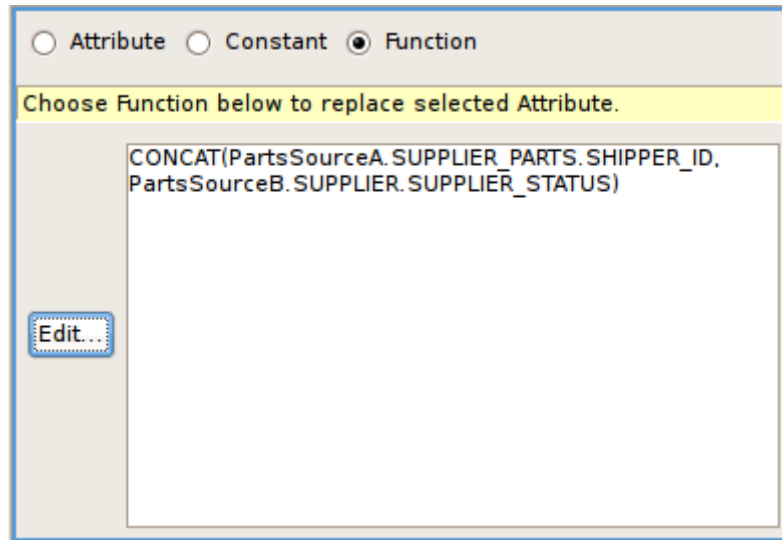 Attribute Constant Function
Choose Function below to replace selected Attribute.
CONCAT(PartsSourceA.SUPPLIER_PARTS.SHIPPER_ID,
PartsSourceB.SUPPLIER.SUPPLIER_STATUS)
Edit...